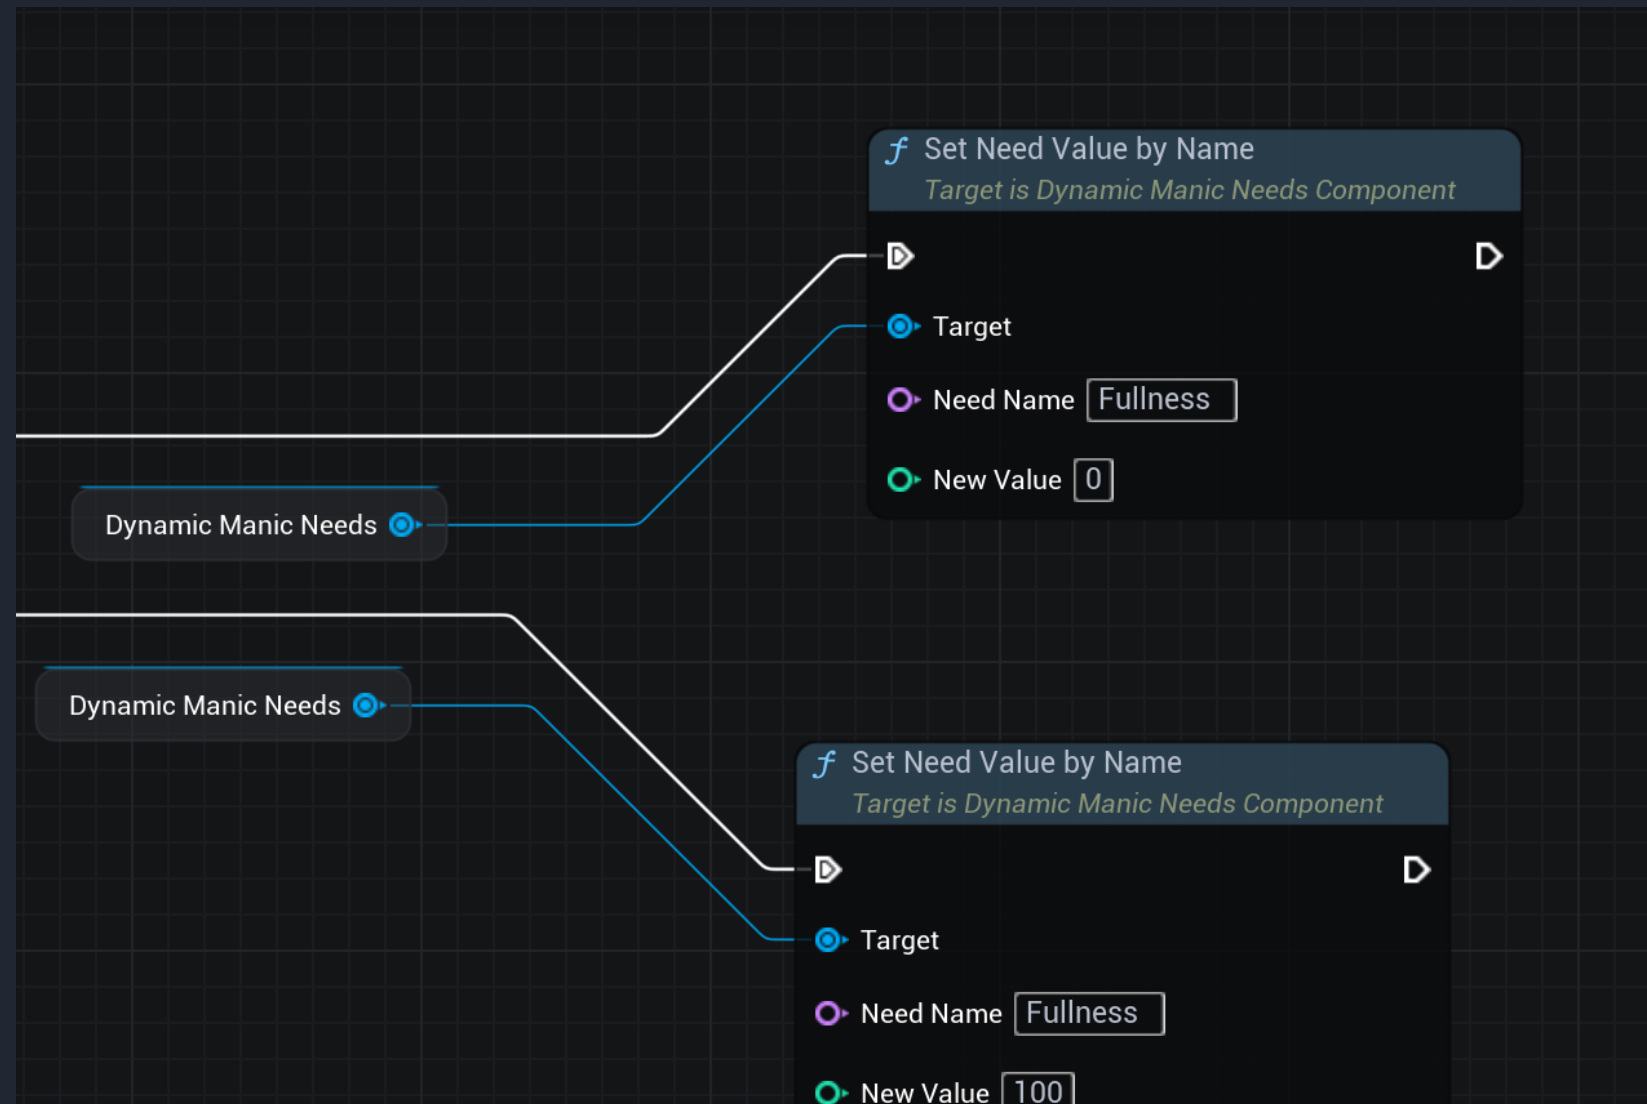 Set Need Value by Name
Target is Dynamic Manic Needs Component
Target
Need Name Fullness
New Value 0
Dynamic Manic Needs
Dynamic Manic Needs
Set Need Value by Name
Target is Dynamic Manic Needs Component
Target
Need Name Fullness
New Value 100